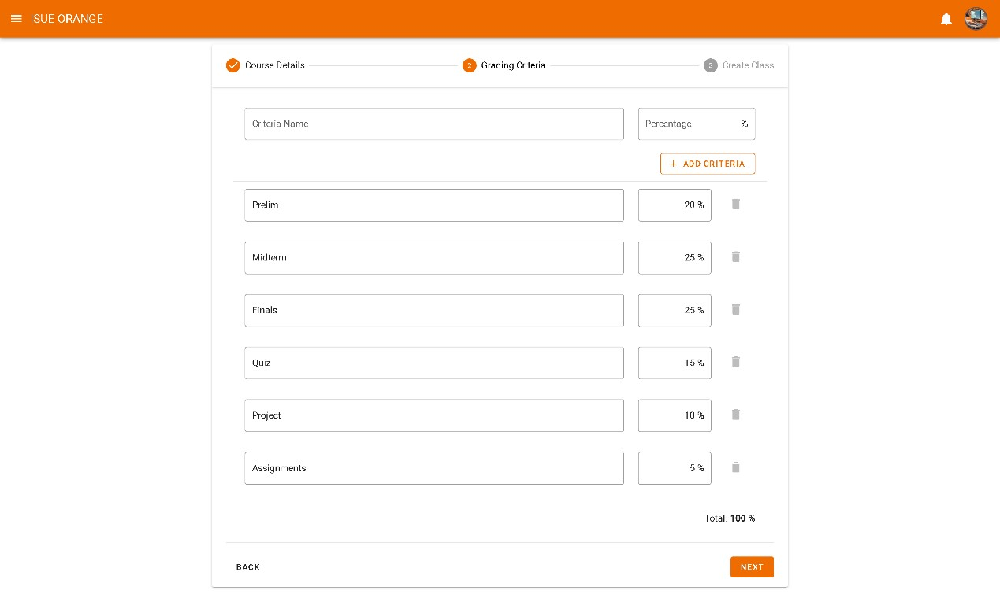 ISUE ORANGE
Course Details
2 Grading Criteria
3 Create Class
Criteria Name
Percentage %
+ ADD CRITERIA
Prelim 20 %
Midterm 25 %
Finals 25 %
Quiz 15 %
Project 10 %
Assignments 5 %
Total: 100 %
BACK
NEXT